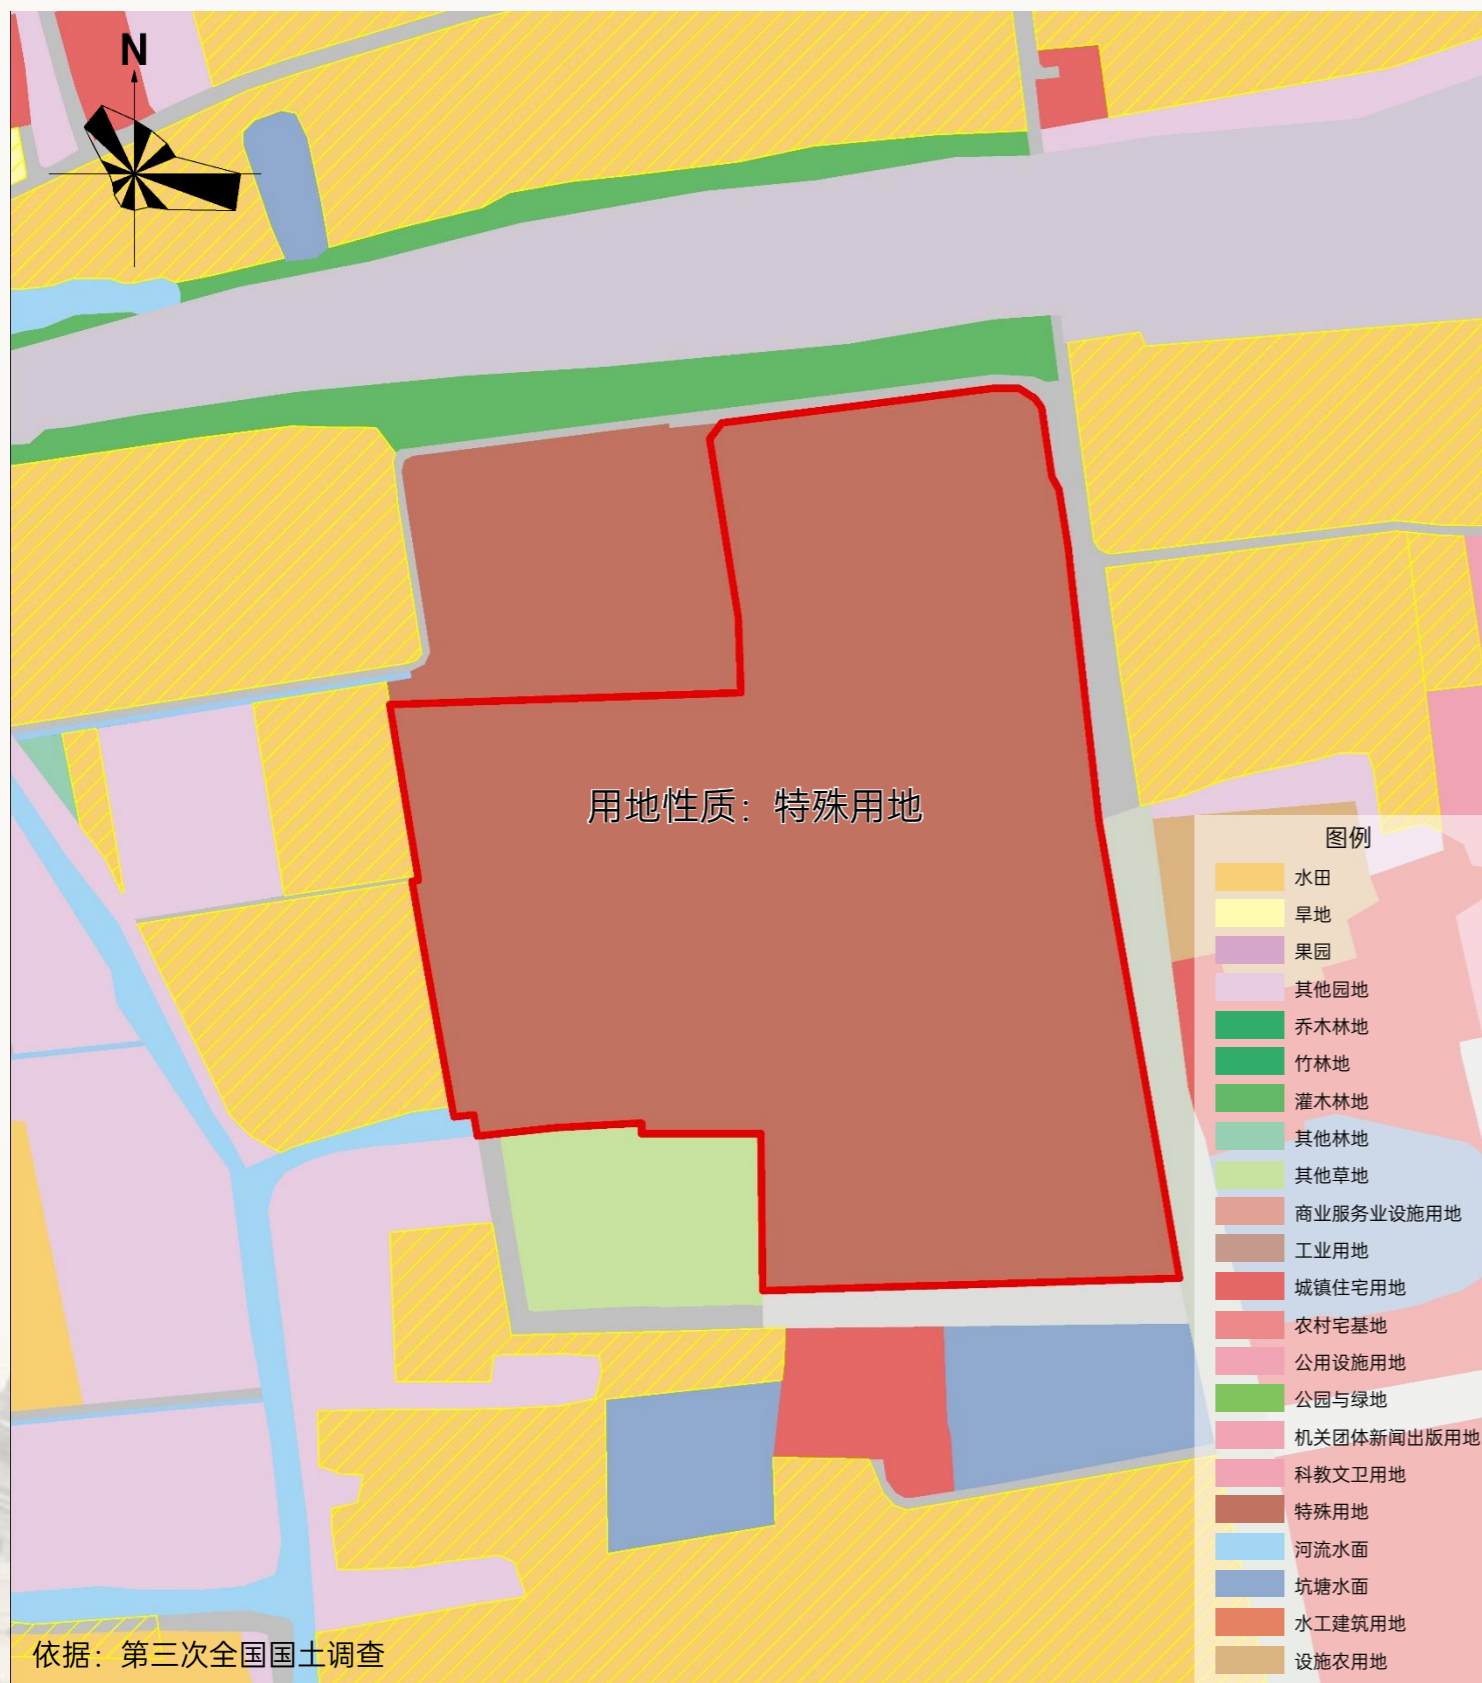 N
用地性质：特殊用地
图例
水田
旱地
果园
其他园地
乔木林地
竹林地
灌木林地
其他林地
其他草地
商业服务业设施用地
工业用地
城镇住宅用地
农村宅基地
公用设施用地
公园与绿地
机关团体新闻出版用地
科教文卫用地
特殊用地
河流水面
坑塘水面
水工建筑用地
设施农用地
依据：第三次全国国土调查